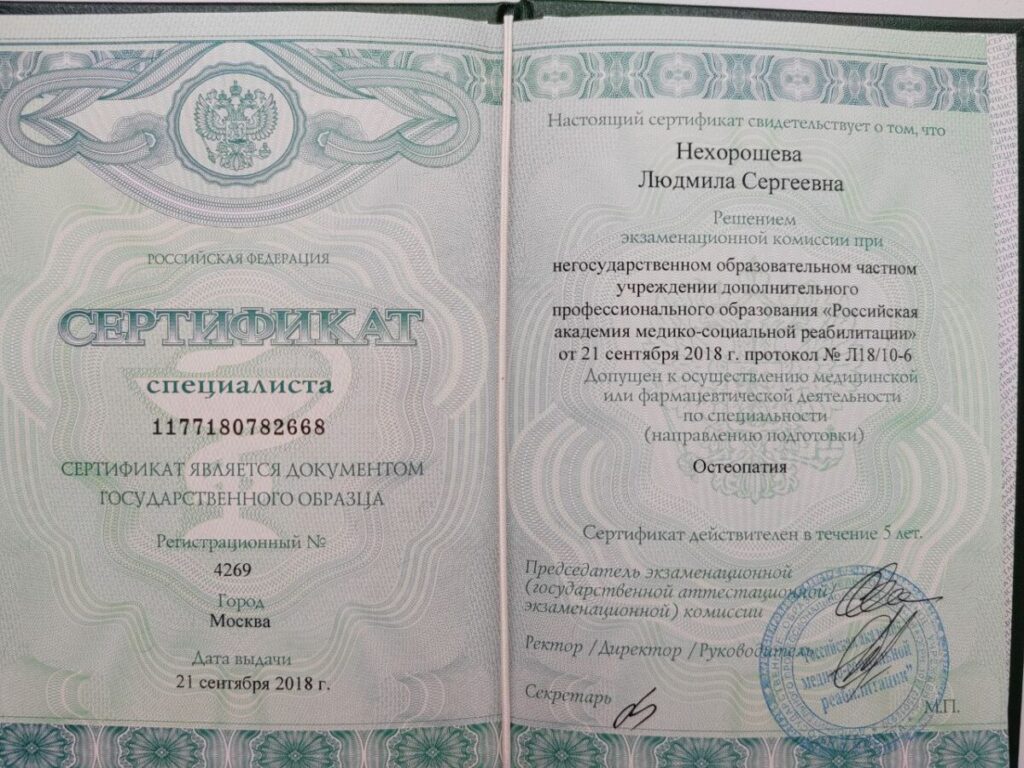 РОССИЙСКАЯ ФЕДЕРАЦИЯ
СЕРТИФИКАТ
специалиста
1177180782668
СЕРТИФИКАТ ЯВЛЯЕТСЯ ДОКУМЕНТОМ
ГОСУДАРСТВЕННОГО ОБРАЗЦА
Регистрационный №
4269
Город
Москва
Дата выдачи
21 сентября 2018 г.
Настоящий сертификат свидетельствует о том, что
Нехорошева
Людмила Сергеевна
Решением
экзаменационной комиссии при
негосударственном образовательном частном
учреждении дополнительного
профессионального образования «Российская
академия медико-социальной реабилитации»
от 21 сентября 2018 г. протокол № Л18/10-6
Допущен к осуществлению медицинской
или фармацевтической деятельности
по специальности
(направлению подготовки)
Остеопатия
Сертификат действителен в течение 5 лет.
Председатель экзаменационной
(государственной аттестационной/
экзаменационной) комиссии
Ректор /Директор /Руководитель
Секретарь
М.П.
реабилитации"